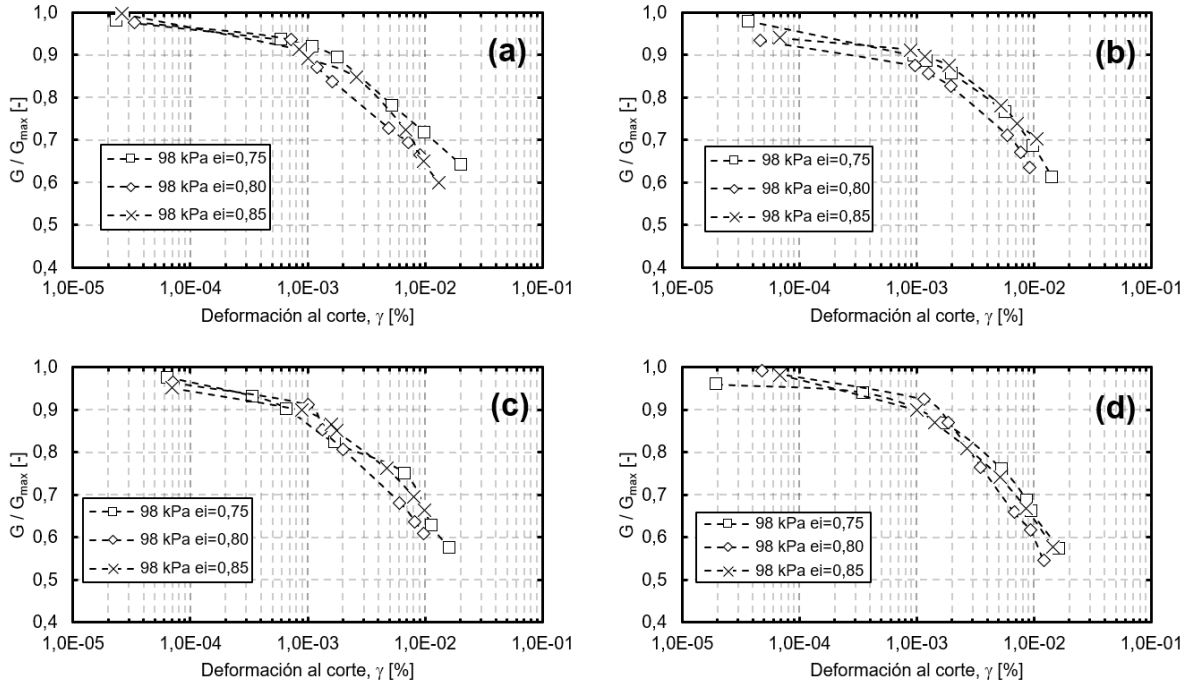 1,0
0,9
0,8
0,7
0,6
0,5
0,4
G / Gmax [-]
(a)
98 kPa ei=0,75
98 kPa ei=0,80
98 kPa ei=0,85
1,0E-05 1,0E-04 1,0E-03 1,0E-02 1,0E-01
Deformación al corte, γ [%]
1,0
0,9
0,8
0,7
0,6
0,5
0,4
G / Gmax [-]
(b)
98 kPa ei=0,75
98 kPa ei=0,80
98 kPa ei=0,85
1,0E-05 1,0E-04 1,0E-03 1,0E-02 1,0E-01
Deformación al corte, γ [%]
1,0
0,9
0,8
0,7
0,6
0,5
0,4
G / Gmax [-]
(c)
98 kPa ei=0,75
98 kPa ei=0,80
98 kPa ei=0,85
1,0E-05 1,0E-04 1,0E-03 1,0E-02 1,0E-01
Deformación al corte, γ [%]
1,0
0,9
0,8
0,7
0,6
0,5
0,4
G / Gmax [-]
(d)
98 kPa ei=0,75
98 kPa ei=0,80
98 kPa ei=0,85
1,0E-05 1,0E-04 1,0E-03 1,0E-02 1,0E-01
Deformación al corte, γ [%]